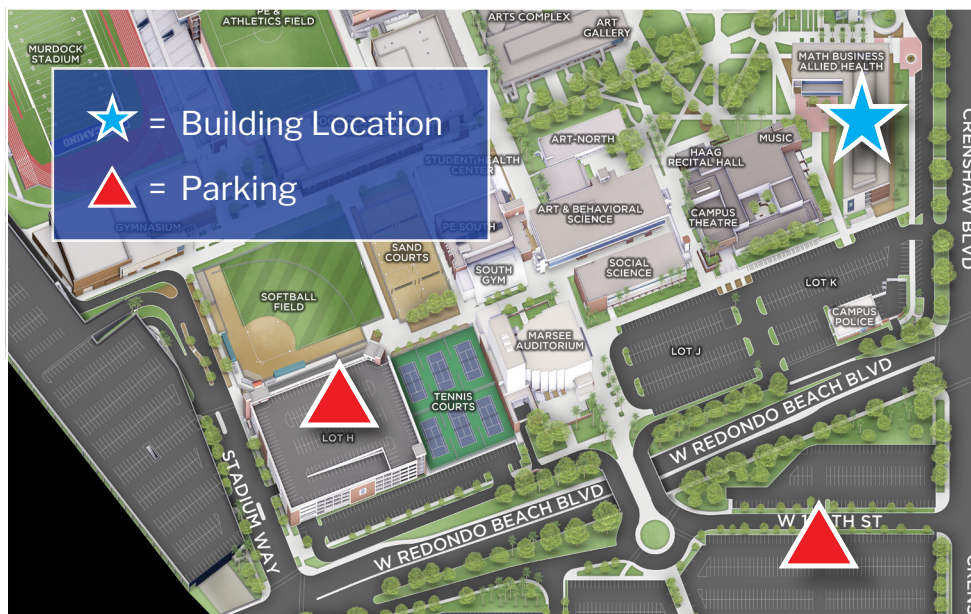 PE &
ATHLETICS FIELD
MURDOCK
STADIUM
ARTS COMPLEX
ART
GALLERY
MATH BUSINESS
ALLIED HEALTH
= Building Location
= Parking
CAMINO
STUDENT HEALTH
CENTER
ART-NORTH
MUSIC
HAAG
RECITAL HALL
CRENSHAW BLVD
GYMNASIUM
PE SOUTH
ART & BEHAVIORAL
SCIENCE
CAMPUS
THEATRE
SAND
COURTS
SOUTH
GYM
SOCIAL
SCIENCE
LOT K
SOFTBALL
FIELD
CAMPUS
POLICE
MARSEE
AUDITORIUM
LOT J
TENNIS
COURTS
LOT H
W REDONDO BEACH BLVD
STADIUM WAY
W REDONDO BEACH BLVD
ST